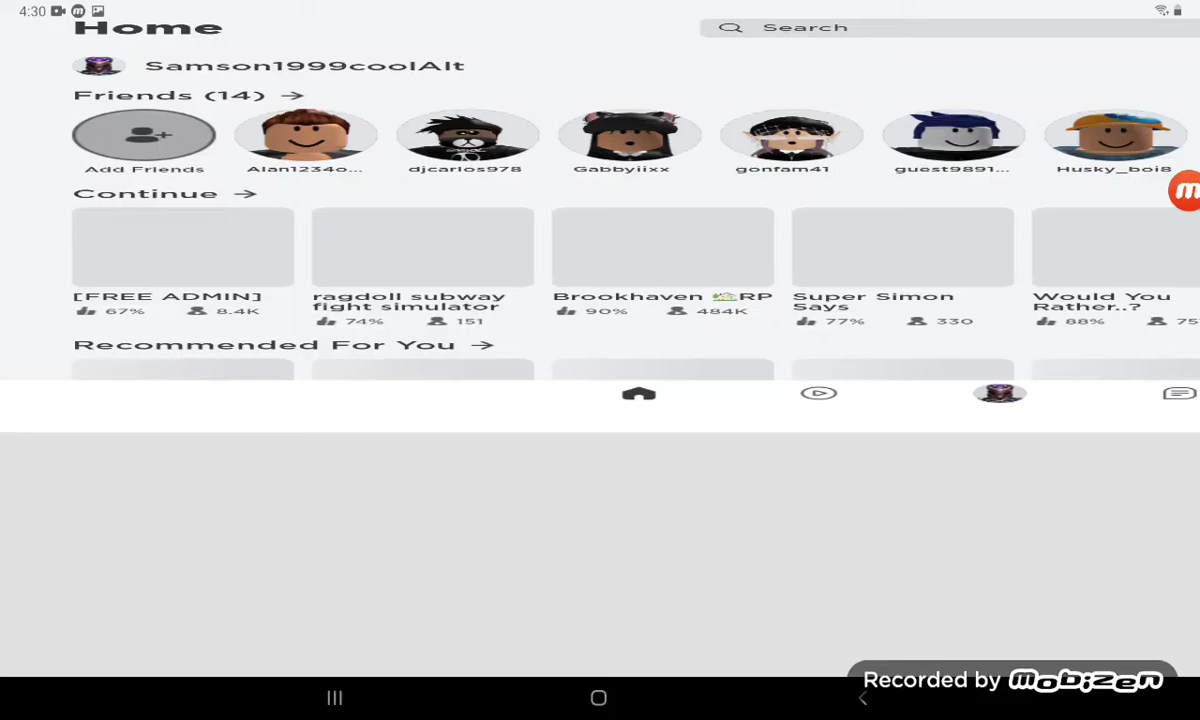 4:30
Home
Search
Samson1999coolAlt
Friends (14) →
Add Friends
Alan1234o...
djcarlos978
Gabbyiixx
gonfam41
guest9891...
Husky_boi8
Continue →
[FREE ADMIN]
67% 8.4K
ragdoll subway
fight simulator
74% 151
Brookhaven 🏡RP
90% 484K
Super Simon
Says
77% 330
Would You
Rather..?
88% 75
Recommended For You →
Recorded by mobizen